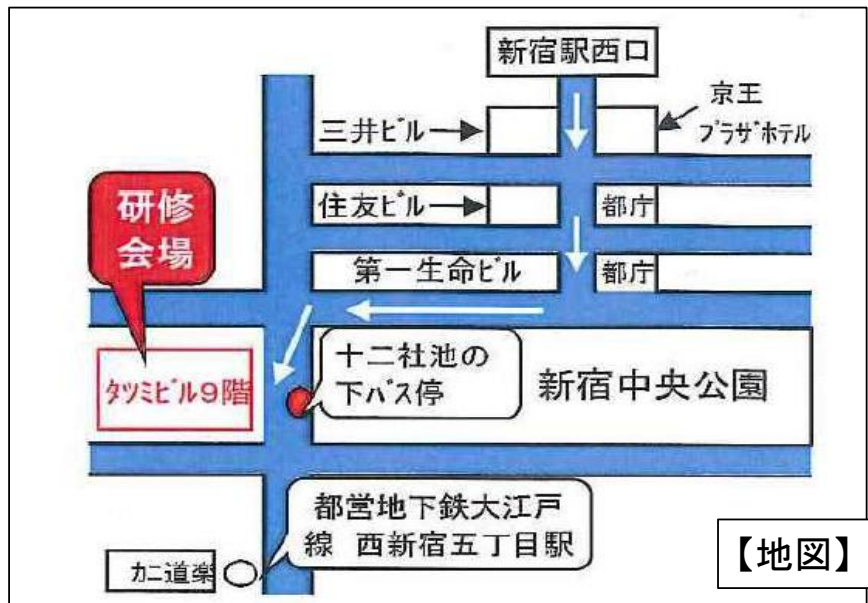 新宿駅西口
三井ビル
京王
プラザホテル
研修
会場
住友ビル
都庁
第一生命ビル
都庁
タツミビル9階
十二社池の
下バス停
新宿中央公園
都営地下鉄大江戸
線 西新宿五丁目駅
カニ道楽
【地図】